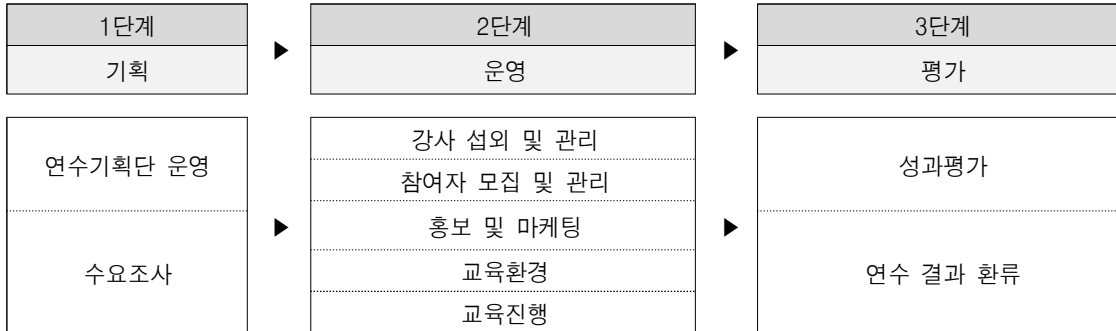 1단계
기획
▶
2단계
운영
▶
3단계
평가
연수기획단 운영
수요조사
▶
강사 섭외 및 관리
참여자 모집 및 관리
홍보 및 마케팅
교육환경
교육진행
▶
성과평가
연수 결과 환류